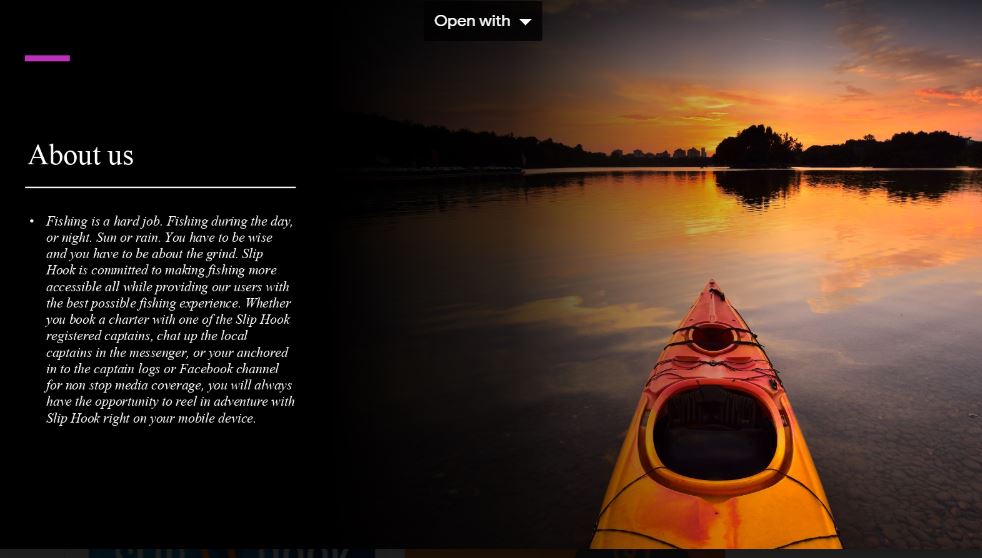 Open with
About us
• Fishing is a hard job. Fishing during the day,
or night. Sun or rain. You have to be wise
and you have to be about the grind. Slip
Hook is committed to making fishing more
accessible all while providing our users with
the best possible fishing experience. Whether
you book a charter with one of the Slip Hook
registered captains, chat up the local
captains in the messenger, or your anchored
in to the captain logs or Facebook channel
for non stop media coverage, you will always
have the opportunity to reel in adventure with
Slip Hook right on your mobile device.